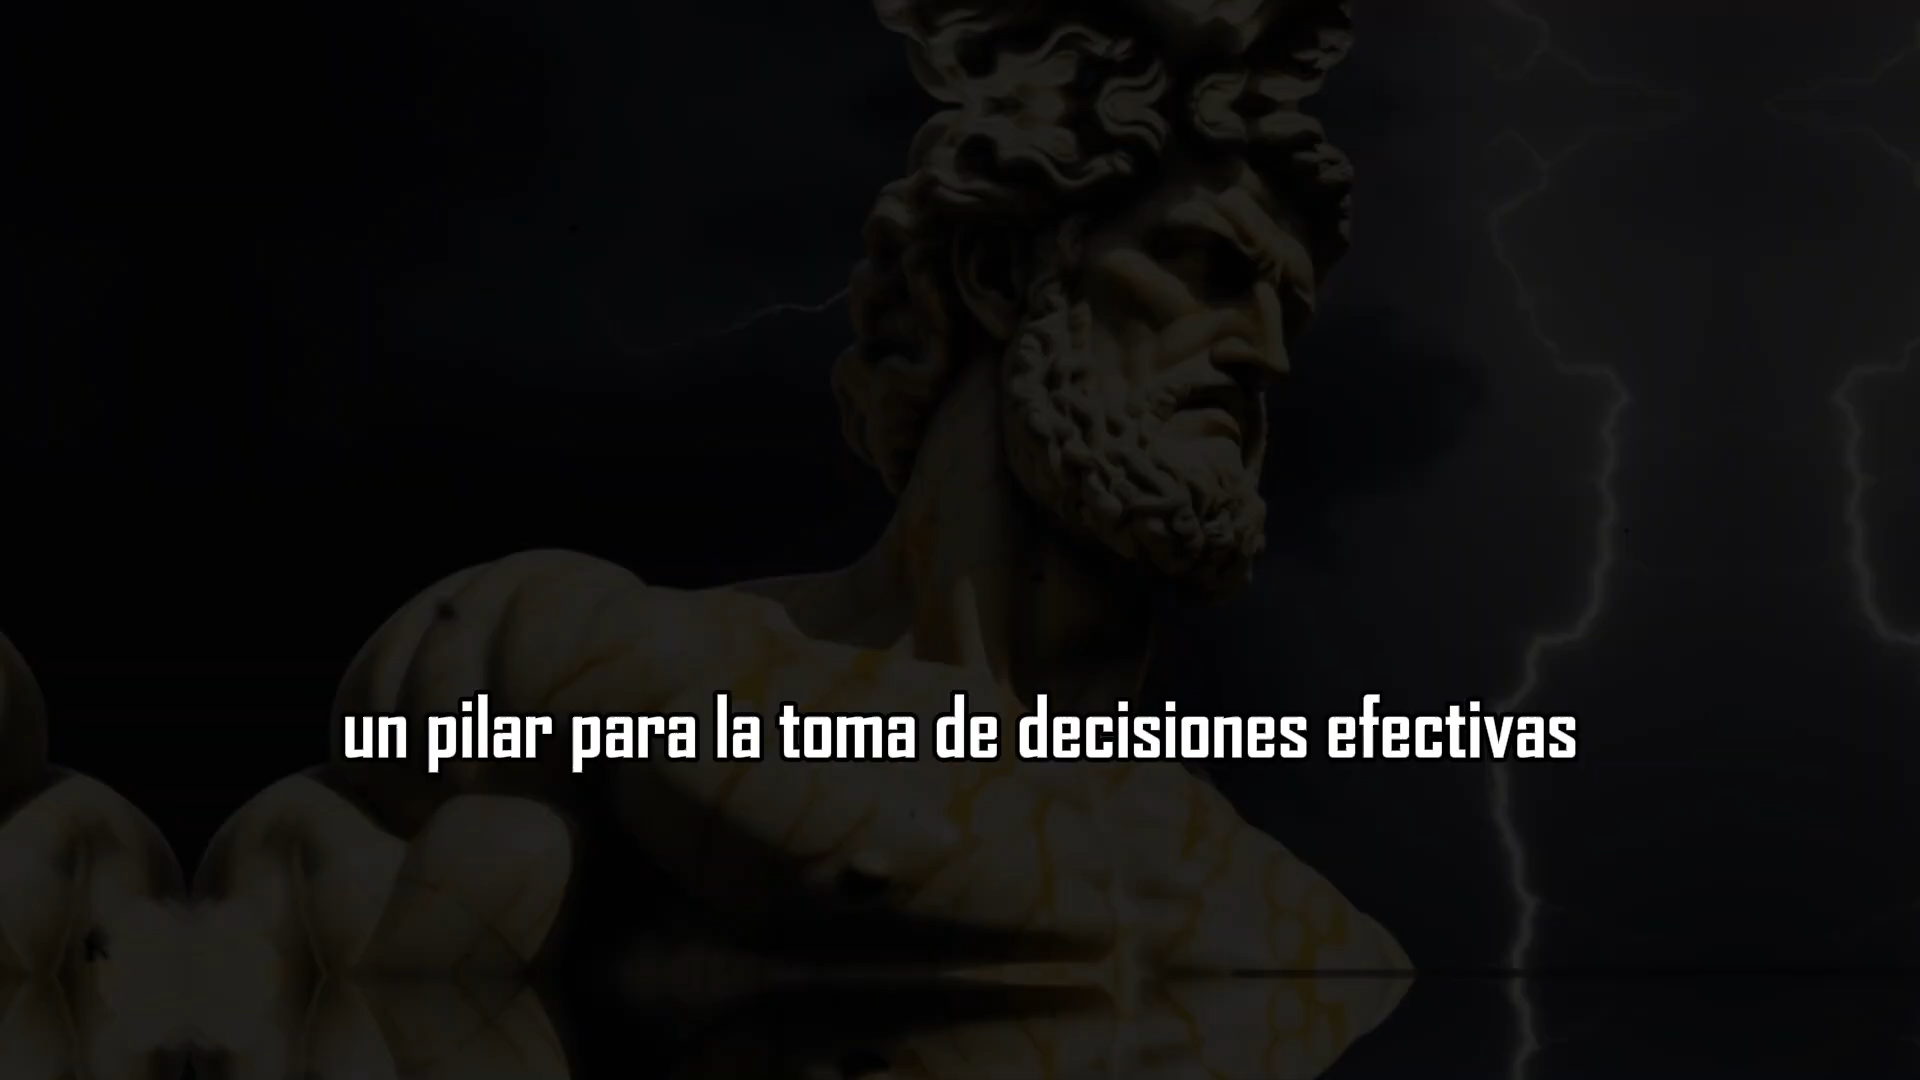 un pilar para la toma de decisiones efectivas